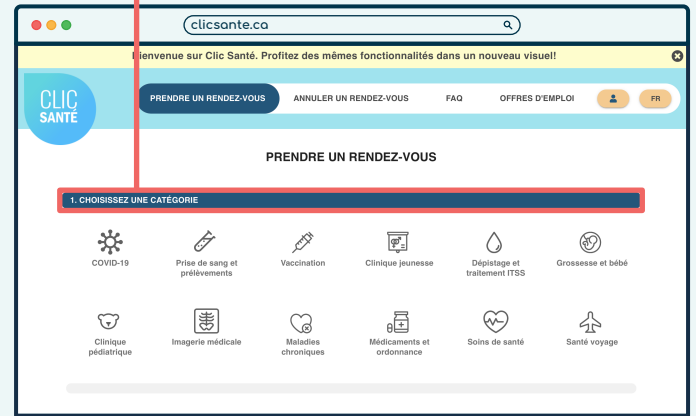 clicsante.ca
Bienvenue sur Clic Santé. Profitez des mêmes fonctionnalités dans un nouveau visuel!
CLIC
SANTÉ
PRENDRE UN RENDEZ-VOUS ANNULER UN RENDEZ-VOUS FAQ OFFRES D'EMPLOI FR
PRENDRE UN RENDEZ-VOUS
1. CHOISISSEZ UNE CATÉGORIE
COVID-19
Prise de sang et
prélèvements
Vaccination
Clinique jeunesse
Dépistage et
traitement ITSS
Grossesse et bébé
Clinique
pédiatrique
Imagerie médicale
Maladies
chroniques
Médicaments et
ordonnance
Soins de santé
Santé voyage